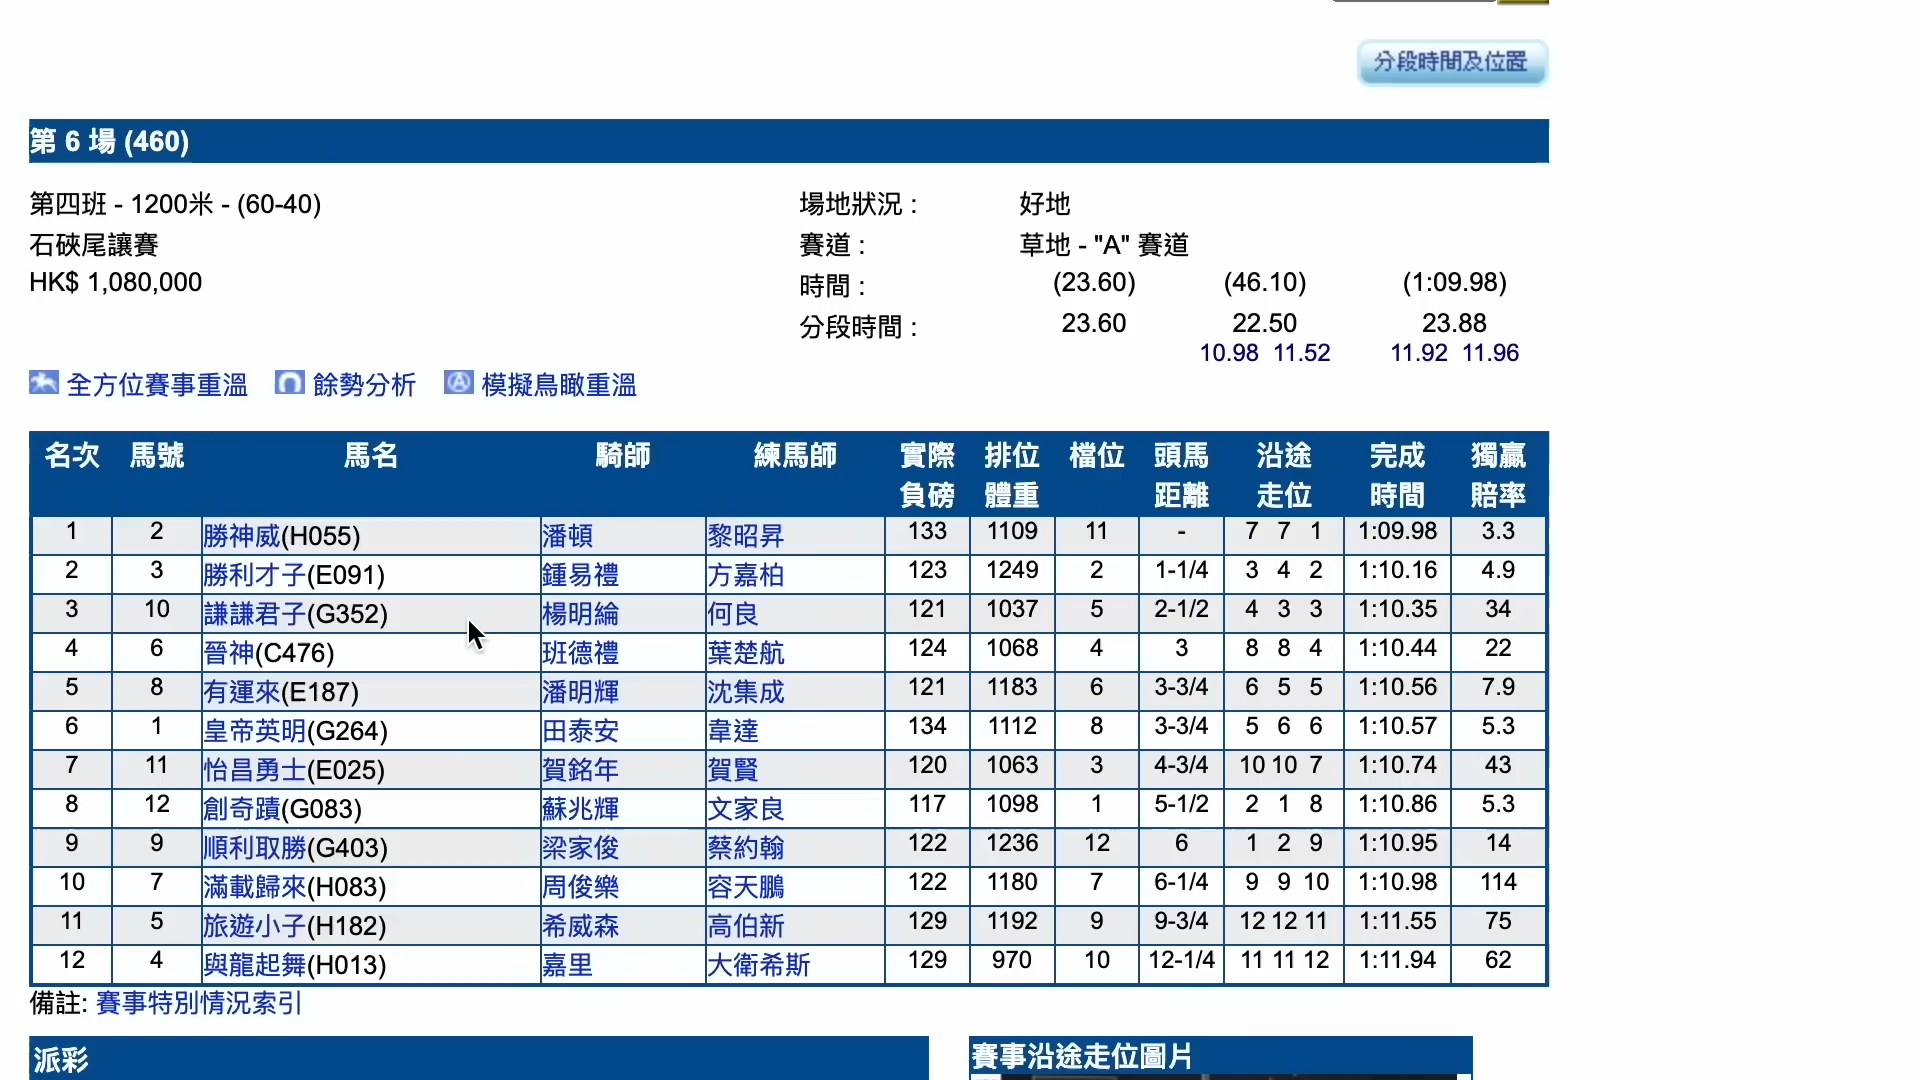 分段時間及位置
第 6 場 (460)
第四班 - 1200米 - (60-40) 場地狀況 : 好地
石硤尾讓賽 賽道 : 草地 - "A" 賽道
HK$ 1,080,000 時間 : (23.60) (46.10) (1:09.98)
分段時間 : 23.60 22.50 23.88
10.98 11.52 11.92 11.96
全方位賽事重溫 餘勢分析 模擬鳥瞰重溫
名次 馬號 馬名 騎師 練馬師 實際 排位 檔位 頭馬 沿途 完成 獨贏
負磅 體重 距離 走位 時間 賠率
1 2 勝神威(H055) 潘頓 黎昭昇 133 1109 11 - 7 7 1 1:09.98 3.3
2 3 勝利才子(E091) 鍾易禮 方嘉柏 123 1249 2 1-1/4 3 4 2 1:10.16 4.9
3 10 謙謙君子(G352) 楊明綸 何良 121 1037 5 2-1/2 4 3 3 1:10.35 34
4 6 晉神(C476) 班德禮 葉楚航 124 1068 4 3 8 8 4 1:10.44 22
5 8 有運來(E187) 潘明輝 沈集成 121 1183 6 3-3/4 6 5 5 1:10.56 7.9
6 1 皇帝英明(G264) 田泰安 韋達 134 1112 8 3-3/4 5 6 6 1:10.57 5.3
7 11 怡昌勇士(E025) 賀銘年 賀賢 120 1063 3 4-3/4 10 10 7 1:10.74 43
8 12 創奇蹟(G083) 蘇兆輝 文家良 117 1098 1 5-1/2 2 1 8 1:10.86 5.3
9 9 順利取勝(G403) 梁家俊 蔡約翰 122 1236 12 6 1 2 9 1:10.95 14
10 7 滿載歸來(H083) 周俊樂 容天鵬 122 1180 7 6-1/4 9 9 10 1:10.98 114
11 5 旅遊小子(H182) 希威森 高伯新 129 1192 9 9-3/4 12 12 11 1:11.55 75
12 4 與龍起舞(H013) 嘉里 大衛希斯 129 970 10 12-1/4 11 11 12 1:11.94 62
備註: 賽事特別情況索引
派彩 賽事沿途走位圖片